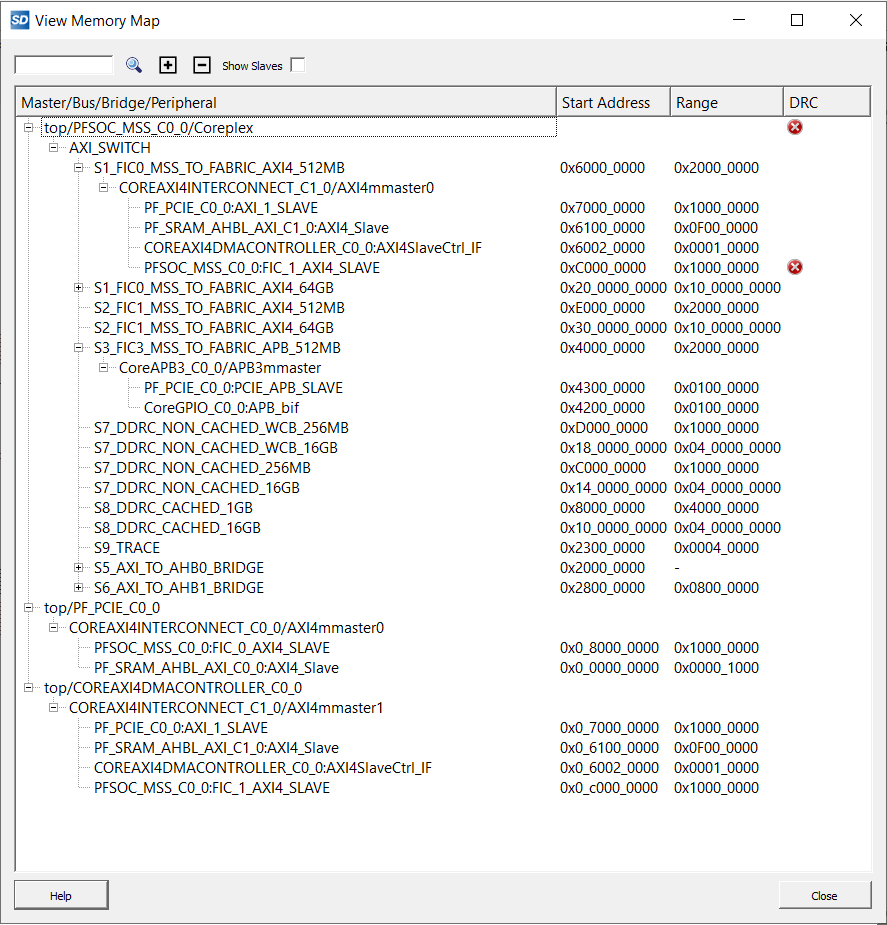 SD View Memory Map
Show Slaves
Master/Bus/Bridge/Peripheral Start Address Range DRC
top/PFSOC_MSS_C0_0/Coreplex
AXI_SWITCH
S1_FIC0_MSS_TO_FABRIC_AXI4_512MB 0x6000_0000 0x2000_0000
COREAXI4INTERCONNECT_C1_0/AXI4mmaster0
PF_PCIE_C0_0:AXI_1_SLAVE 0x7000_0000 0x1000_0000
PF_SRAM_AHBL_AXI_C1_0:AXI4_Slave 0x6100_0000 0x0F00_0000
COREAXI4DMACONTROLLER_C0_0:AXI4SlaveCtrl_IF 0x6002_0000 0x0001_0000
PFSOC_MSS_C0_0:FIC_1_AXI4_SLAVE 0xC000_0000 0x1000_0000
S1_FIC0_MSS_TO_FABRIC_AXI4_64GB 0x20_0000_0000 0x10_0000_0000
S2_FIC1_MSS_TO_FABRIC_AXI4_512MB 0xE000_0000 0x2000_0000
S2_FIC1_MSS_TO_FABRIC_AXI4_64GB 0x30_0000_0000 0x10_0000_0000
S3_FIC3_MSS_TO_FABRIC_APB_512MB 0x4000_0000 0x2000_0000
CoreAPB3_C0_0/APB3mmaster
PF_PCIE_C0_0:PCIE_APB_SLAVE 0x4300_0000 0x0100_0000
CoreGPIO_C0_0:APB_bif 0x4200_0000 0x0100_0000
S7_DDRC_NON_CACHED_WCB_256MB 0xD000_0000 0x1000_0000
S7_DDRC_NON_CACHED_WCB_16GB 0x18_0000_0000 0x04_0000_0000
S7_DDRC_NON_CACHED_256MB 0xC000_0000 0x1000_0000
S7_DDRC_NON_CACHED_16GB 0x14_0000_0000 0x04_0000_0000
S8_DDRC_CACHED_1GB 0x8000_0000 0x4000_0000
S8_DDRC_CACHED_16GB 0x10_0000_0000 0x04_0000_0000
S9_TRACE 0x2300_0000 0x0004_0000
S5_AXI_TO_AHB0_BRIDGE 0x2000_0000 -
S6_AXI_TO_AHB1_BRIDGE 0x2800_0000 0x0800_0000
top/PF_PCIE_C0_0
COREAXI4INTERCONNECT_C0_0/AXI4mmaster0
PFSOC_MSS_C0_0:FIC_0_AXI4_SLAVE 0x0_8000_0000 0x1000_0000
PF_SRAM_AHBL_AXI_C0_0:AXI4_Slave 0x0_0000_0000 0x0000_1000
top/COREAXI4DMACONTROLLER_C0_0
COREAXI4INTERCONNECT_C1_0/AXI4mmaster1
PF_PCIE_C0_0:AXI_1_SLAVE 0x0_7000_0000 0x1000_0000
PF_SRAM_AHBL_AXI_C1_0:AXI4_Slave 0x0_6100_0000 0x0F00_0000
COREAXI4DMACONTROLLER_C0_0:AXI4SlaveCtrl_IF 0x0_6002_0000 0x0001_0000
PFSOC_MSS_C0_0:FIC_1_AXI4_SLAVE 0x0_c000_0000 0x1000_0000
Help Close